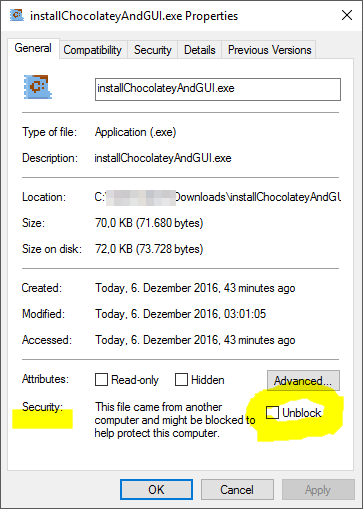 installChocolateyAndGUI.exe Properties
General Compatibility Security Details Previous Versions
installChocolateyAndGUI.exe
Type of file: Application (.exe)
Description: installChocolateyAndGUI.exe
Location: C:\ Downloads\installChocolateyAndGU
Size: 70,0 KB (71.680 bytes)
Size on disk: 72,0 KB (73.728 bytes)
Created: Today, 6. Dezember 2016, 43 minutes ago
Modified: Today, 6. Dezember 2016, 03:01:05
Accessed: Today, 6. Dezember 2016, 43 minutes ago
Attributes: Read-only Hidden Advanced...
Security: This file came from another Unblock
computer and might be blocked to
help protect this computer.
OK Cancel Apply